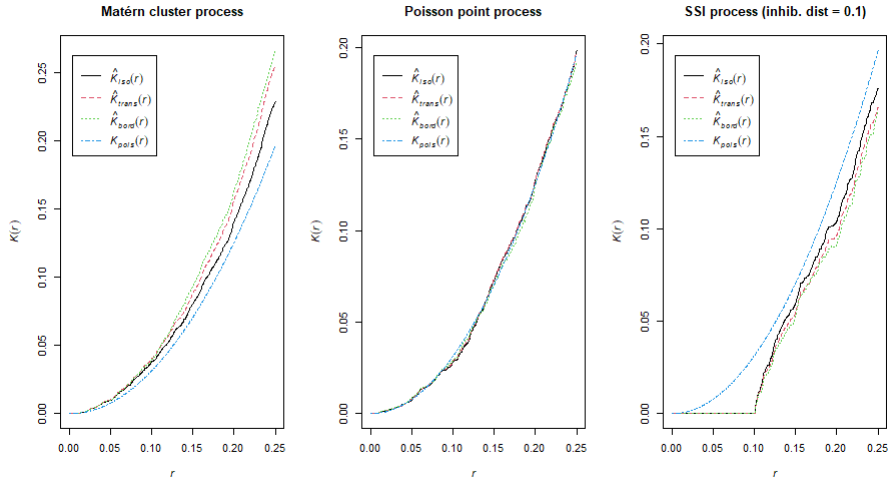 Matérn cluster process
K̂iso(r)
K̂trans(r)
K̂bord(r)
Kpois(r)
K(r)
0.00
0.05
0.10
0.15
0.20
0.25
0.00 0.05 0.10 0.15 0.20 0.25
r
Poisson point process
K̂iso(r)
K̂trans(r)
K̂bord(r)
Kpois(r)
K(r)
0.00
0.05
0.10
0.15
0.20
0.00 0.05 0.10 0.15 0.20 0.25
r
SSI process (inhib. dist = 0.1)
K̂iso(r)
K̂trans(r)
K̂bord(r)
Kpois(r)
K(r)
0.00
0.05
0.10
0.15
0.20
0.00 0.05 0.10 0.15 0.20 0.25
r